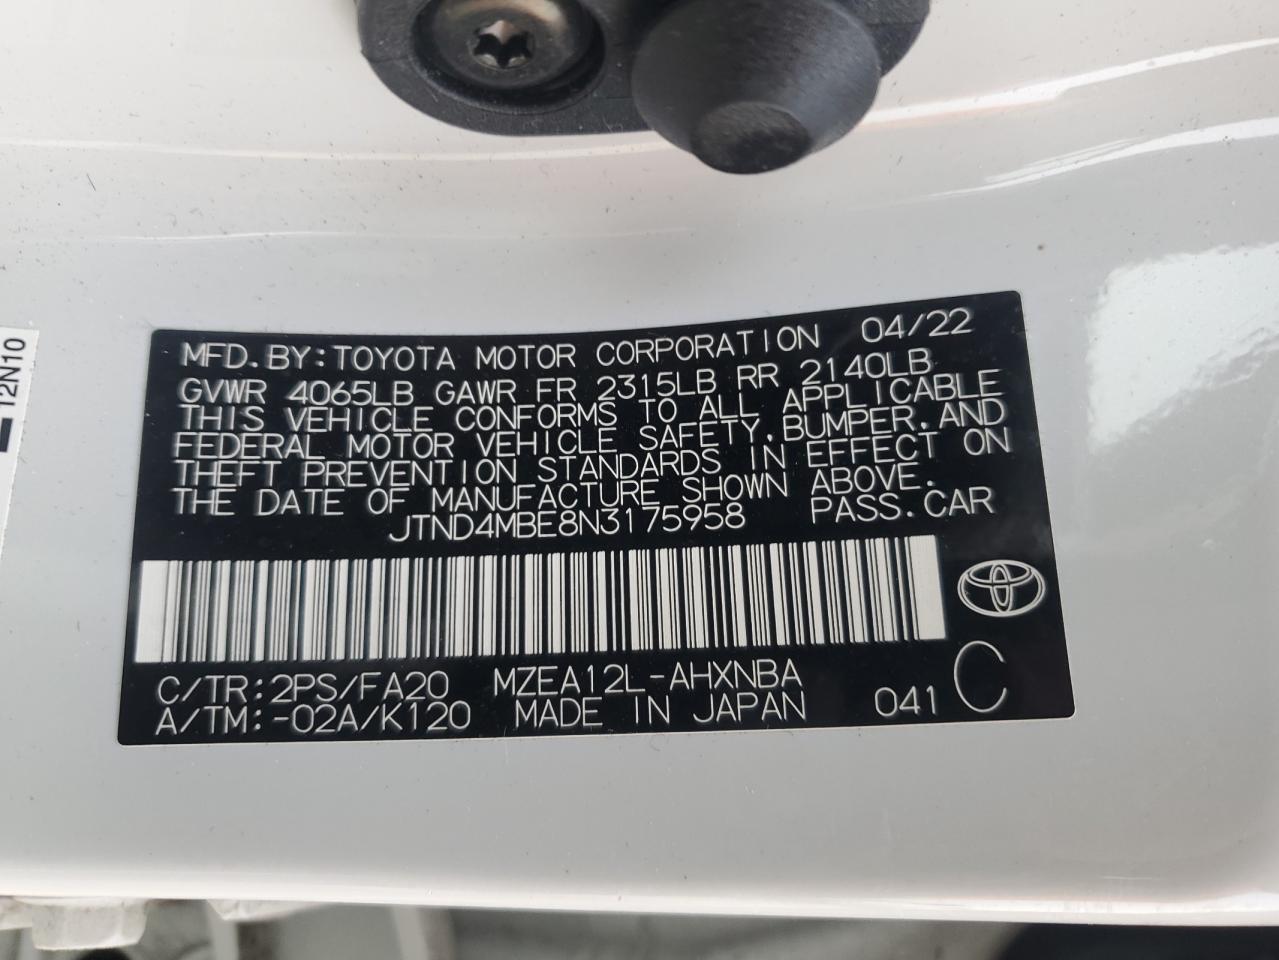 MFD.BY:TOYOTA MOTOR CORPORATION 04/22
GVWR 4065LB GAWR FR 2315LB RR 2140LB
THIS VEHICLE CONFORMS TO ALL APPLICABLE
FEDERAL MOTOR VEHICLE SAFETY,BUMPER,AND
THEFT PREVENTION STANDARDS IN EFFECT ON
THE DATE OF MANUFACTURE SHOWN ABOVE.
JTND4MBE8N3175958 PASS.CAR
C/TR:2PS/FA20 MZEA12L-AHXNBA
A/TM:-02A/K120 MADE IN JAPAN 041 C
12N10